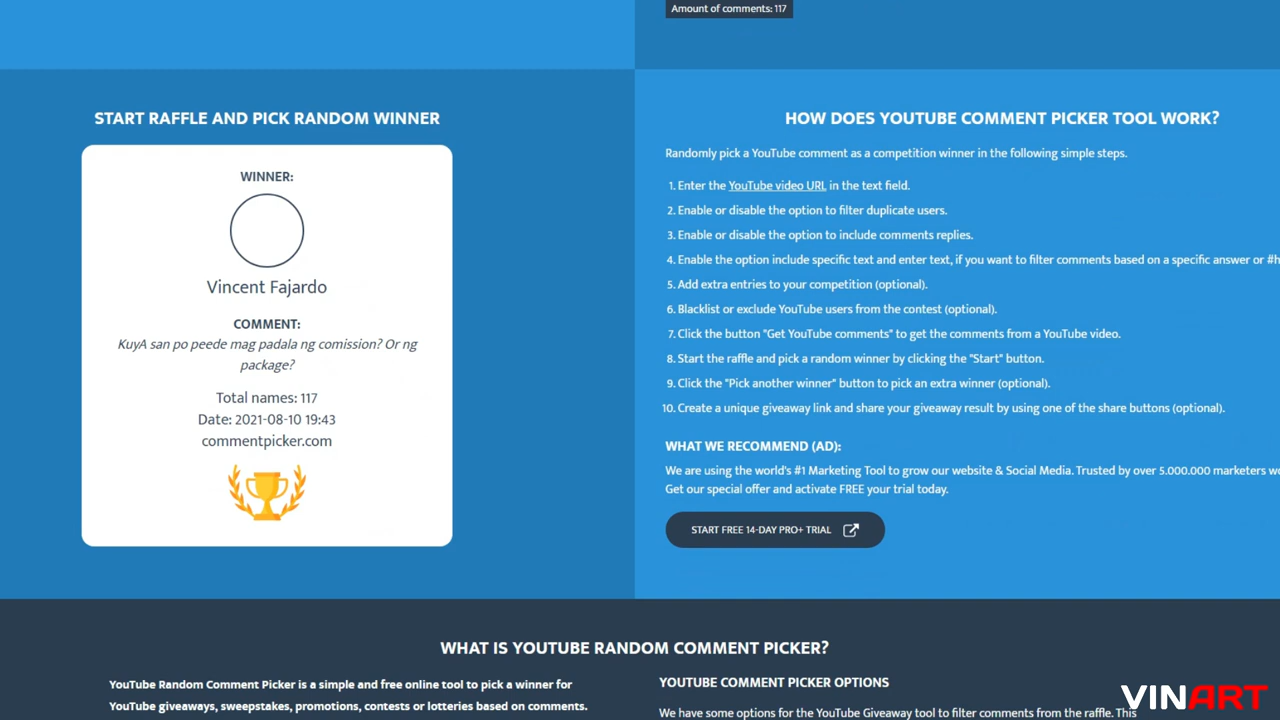 Amount of comments: 117
START RAFFLE AND PICK RANDOM WINNER
WINNER:
Vincent Fajardo
COMMENT:
KuyA san po peede mag padala ng comission? Or ng
package?
Total names: 117
Date: 2021-08-10 19:43
commentpicker.com
HOW DOES YOUTUBE COMMENT PICKER TOOL WORK?
Randomly pick a YouTube comment as a competition winner in the following simple steps.
1. Enter the YouTube video URL in the text field.
2. Enable or disable the option to filter duplicate users.
3. Enable or disable the option to include comments replies.
4. Enable the option include specific text and enter text, if you want to filter comments based on a specific answer or #h
5. Add extra entries to your competition (optional).
6. Blacklist or exclude YouTube users from the contest (optional).
7. Click the button "Get YouTube comments" to get the comments from a YouTube video.
8. Start the raffle and pick a random winner by clicking the "Start" button.
9. Click the "Pick another winner" button to pick an extra winner (optional).
10. Create a unique giveaway link and share your giveaway result by using one of the share buttons (optional).
WHAT WE RECOMMEND (AD):
We are using the world's #1 Marketing Tool to grow our website & Social Media. Trusted by over 5.000.000 marketers wo
Get our special offer and activate FREE your trial today.
START FREE 14-DAY PRO+ TRIAL
WHAT IS YOUTUBE RANDOM COMMENT PICKER?
YouTube Random Comment Picker is a simple and free online tool to pick a winner for
YouTube giveaways, sweepstakes, promotions, contests or lotteries based on comments.
YOUTUBE COMMENT PICKER OPTIONS
We have some options for the YouTube Giveaway tool to filter comments from the raffle. This
VINART